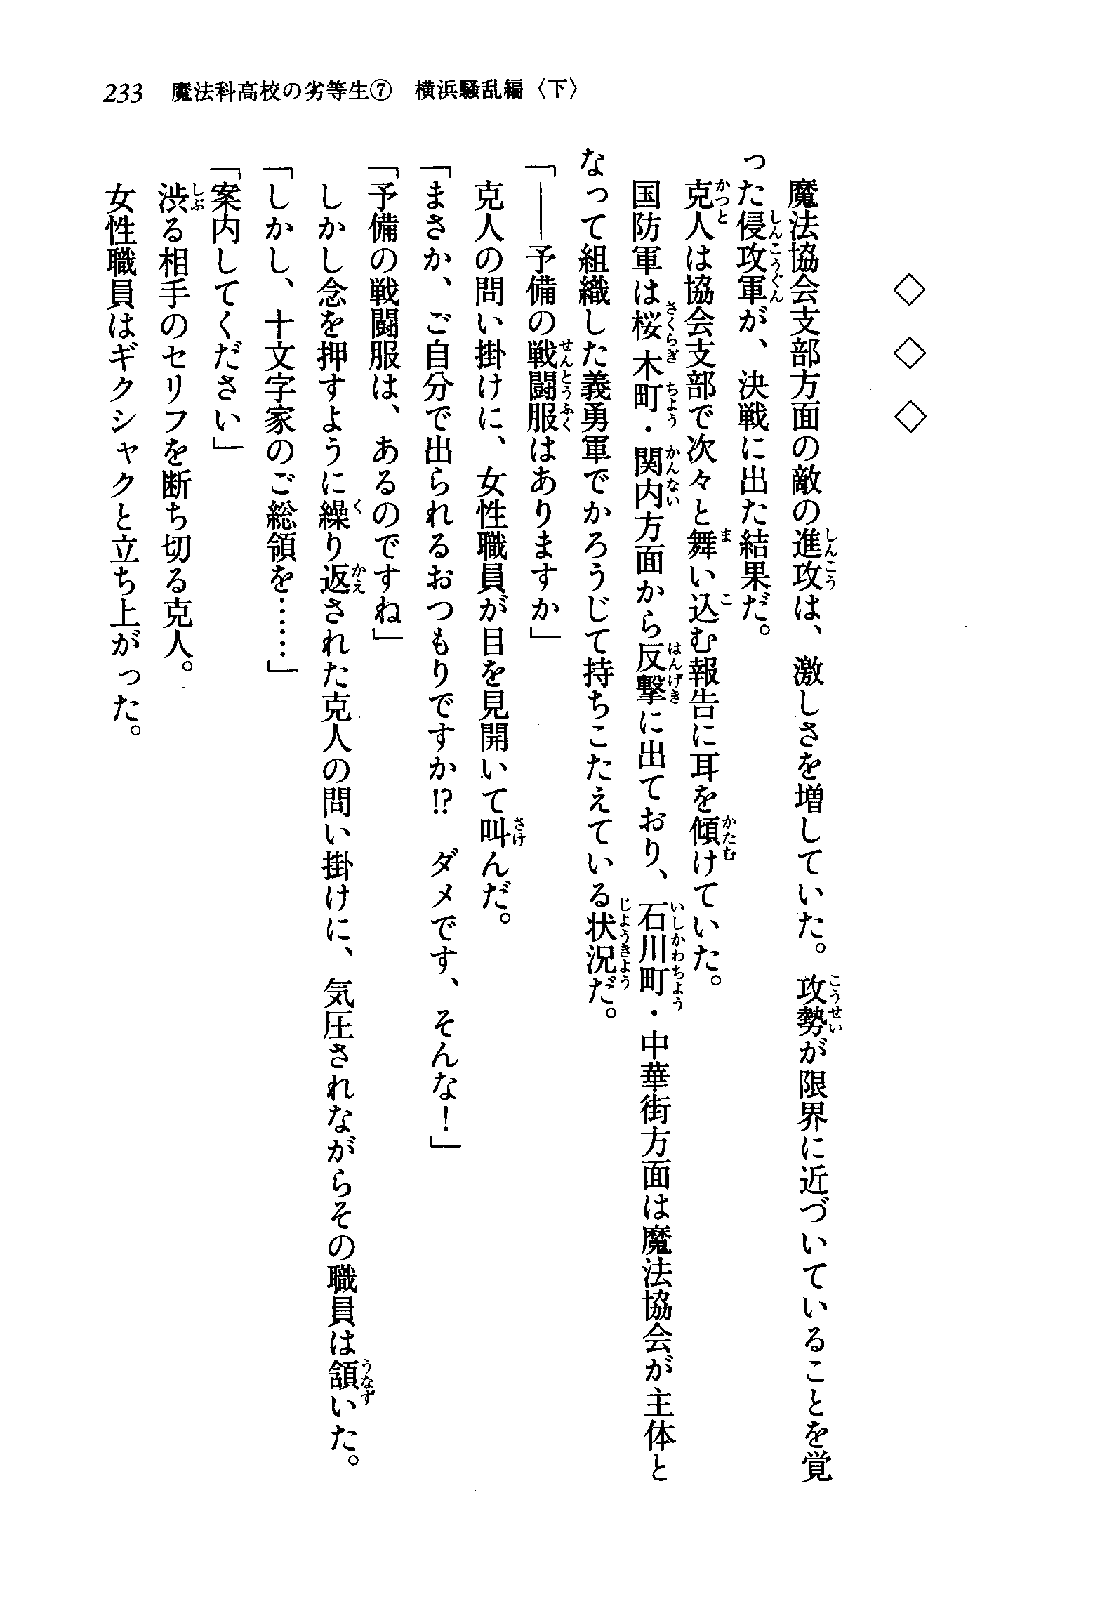 233　魔法科高校の劣等生⑦　横浜騒乱編〈下〉
◇　◇　◇
　魔法協会支部方面の敵の進攻は、激しさを増していた。攻勢が限界に近づいていることを覚
った侵攻軍が、決戦に出た結果だ。
　克人は協会支部で次々と舞い込む報告に耳を傾けていた。
　国防軍は桜木町・関内方面から反撃に出ており、石川町・中華街方面は魔法協会が主体と
なって組織した義勇軍でかろうじて持ちこたえている状況だ。
「――予備の戦闘服はありますか」
　克人の問い掛けに、女性職員が目を見開いて叫んだ。
「まさか、ご自分で出られるおつもりですか!?　ダメです、そんな！」
「予備の戦闘服は、あるのですね」
　しかし念を押すように繰り返された克人の問い掛けに、気圧されながらその職員は頷いた。
「しかし、十文字家のご総領を……」
「案内してください」
　渋る相手のセリフを断ち切る克人。
　女性職員はギクシャクと立ち上がった。